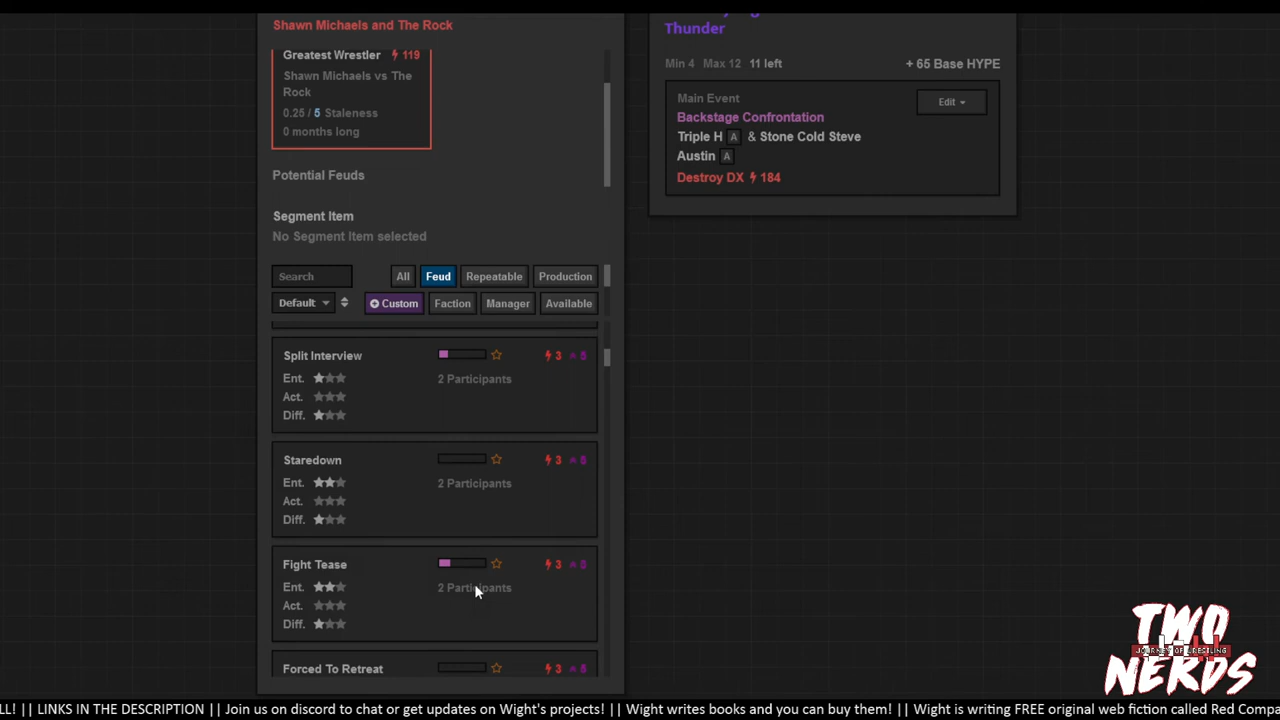 Shawn Michaels and The Rock
Greatest Wrestler 119
Shawn Michaels vs The
Rock
0.25 / 5 Staleness
0 months long
Potential Feuds
Segment Item
No Segment Item selected
Search All Feud Repeatable Production
Default Custom Faction Manager Available
Split Interview 3 5
Ent. 2 Participants
Act.
Diff.
Staredown 3 6
Ent. 2 Participants
Act.
Diff.
Fight Tease 3
Ent. 2 Participants
Act.
Diff.
Forced To Retreat 3
Thunder
Min 4 Max 12 11 left + 65 Base HYPE
Main Event Edit
Backstage Confrontation
Triple H A & Stone Cold Steve
Austin A
Destroy DX 184
TWO
JOURNEY OF WRESTLING
NERDS
LL! || LINKS IN THE DESCRIPTION || Join us on discord to chat or get updates on Wight's projects! || Wight writes books and you can buy them! || Wight is writing FREE original web fiction called Red Compa